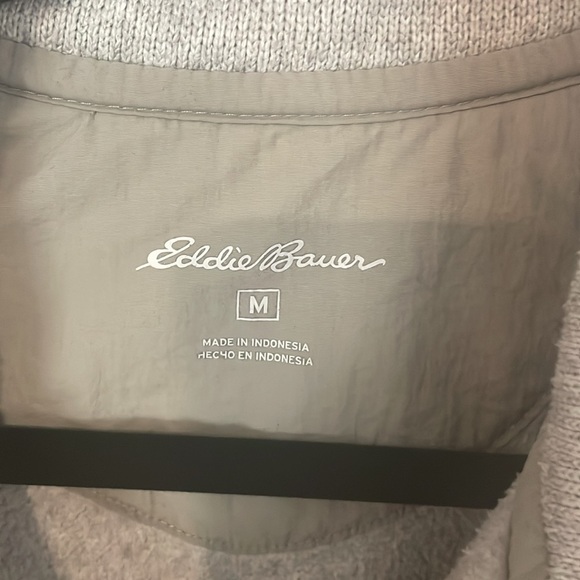 Eddie Bauer
M
MADE IN INDONESIA
HECHO EN INDONESIA